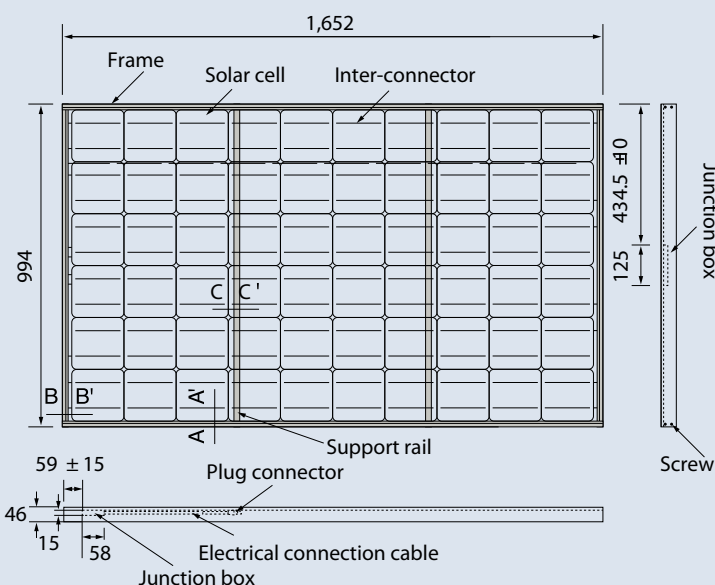 1,652
Frame
Solar cell
Inter-connector
994
434.5 ±10
125
Junction box
C C '
B B'
A'
A
Support rail
Screw
59 ± 15
Plug connector
46
15
58
Electrical connection cable
Junction box